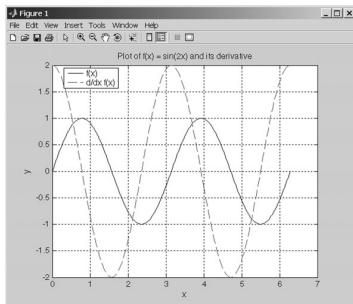 Figure 1
File Edit View Insert Tools Window Help
Plot of f(x) = sin(2x) and its derivative
f(x)
d/dx f(x)
2
1.5
1
0.5
0
-0.5
-1
-1.5
-2
y
0 1 2 3 4 5 6 7
x